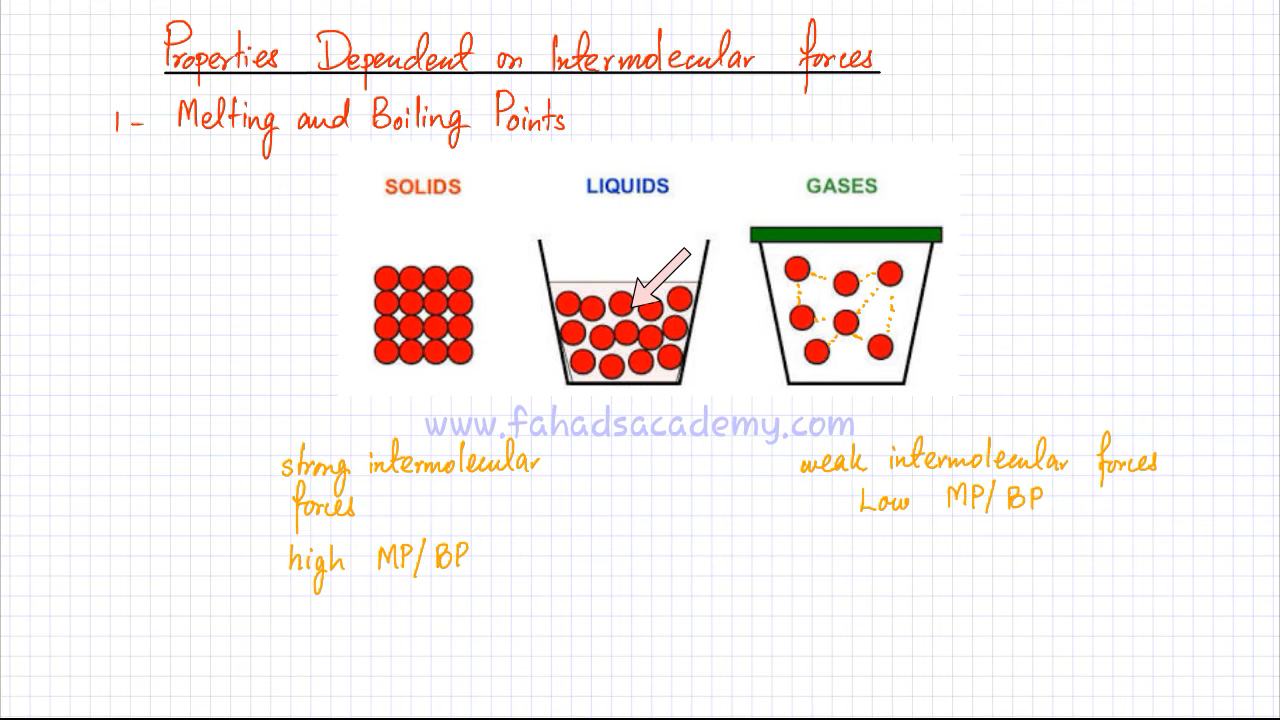 Properties Dependent on Intermolecular forces
1- Melting and Boiling Points
SOLIDS LIQUIDS GASES
www.fahadsacademy.com
strong intermolecular
forces
high MP/BP
weak intermolecular forces
Low MP/BP